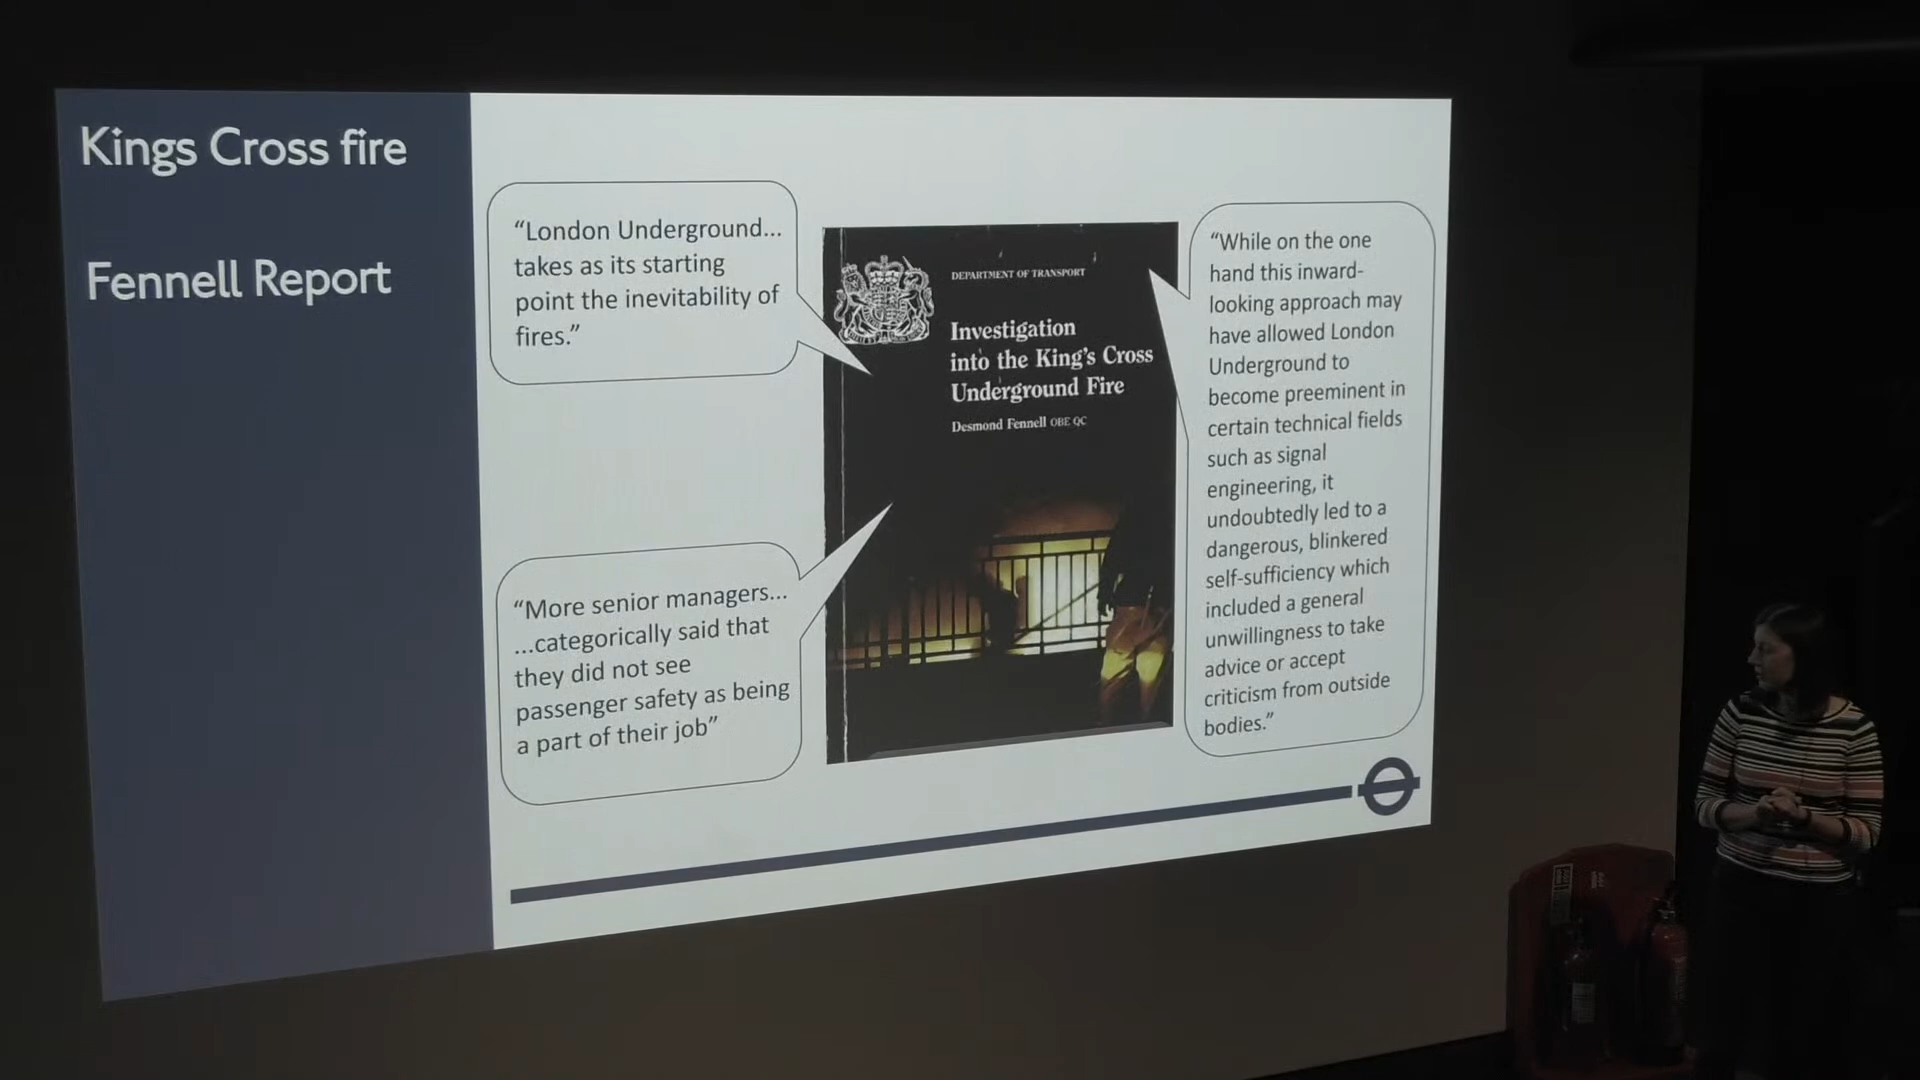 Kings Cross fire
Fennell Report
“London Underground...
takes as its starting
point the inevitability of
fires.”
“More senior managers...
...categorically said that
they did not see
passenger safety as being
a part of their job”
DEPARTMENT OF TRANSPORT
Investigation
into the King's Cross
Underground Fire
Desmond Fennell OBE QC
“While on the one
hand this inward-
looking approach may
have allowed London
Underground to
become preeminent in
certain technical fields
such as signal
engineering, it
undoubtedly led to a
dangerous, blinkered
self-sufficiency which
included a general
unwillingness to take
advice or accept
criticism from outside
bodies.”